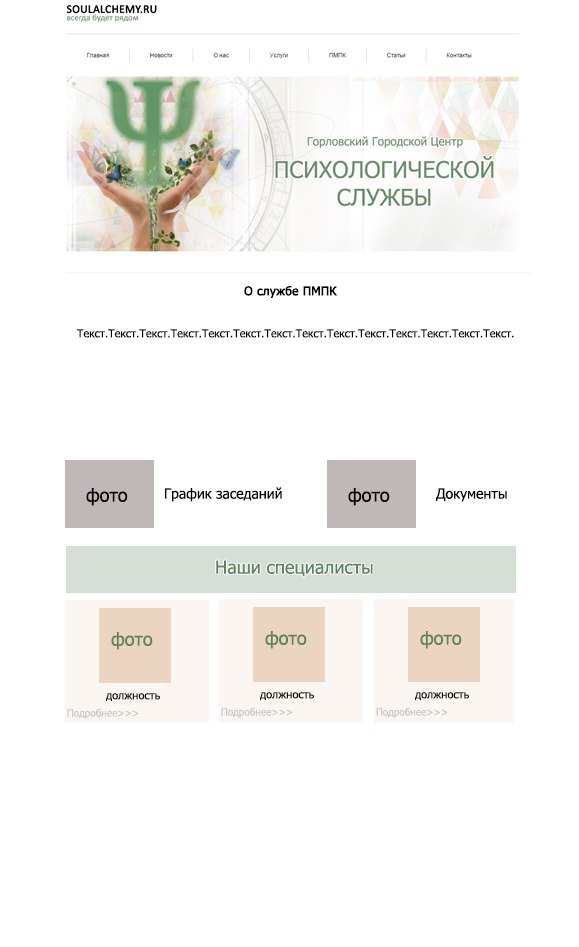 SOULALCHEMY.RU
всегда будет рядом
Главная Новости О нас Услуги ПМПК Статьи Контакты
Горловский Городской Центр
ПСИХОЛОГИЧЕСКОЙ
СЛУЖБЫ
О службе ПМПК
Текст.Текст.Текст.Текст.Текст.Текст.Текст.Текст.Текст.Текст.Текст.Текст.Текст.Текст.
фото График заседаний фото Документы
Наши специалисты
фото фото фото
должность должность должность
Подробнее>>> Подробнее>>> Подробнее>>>